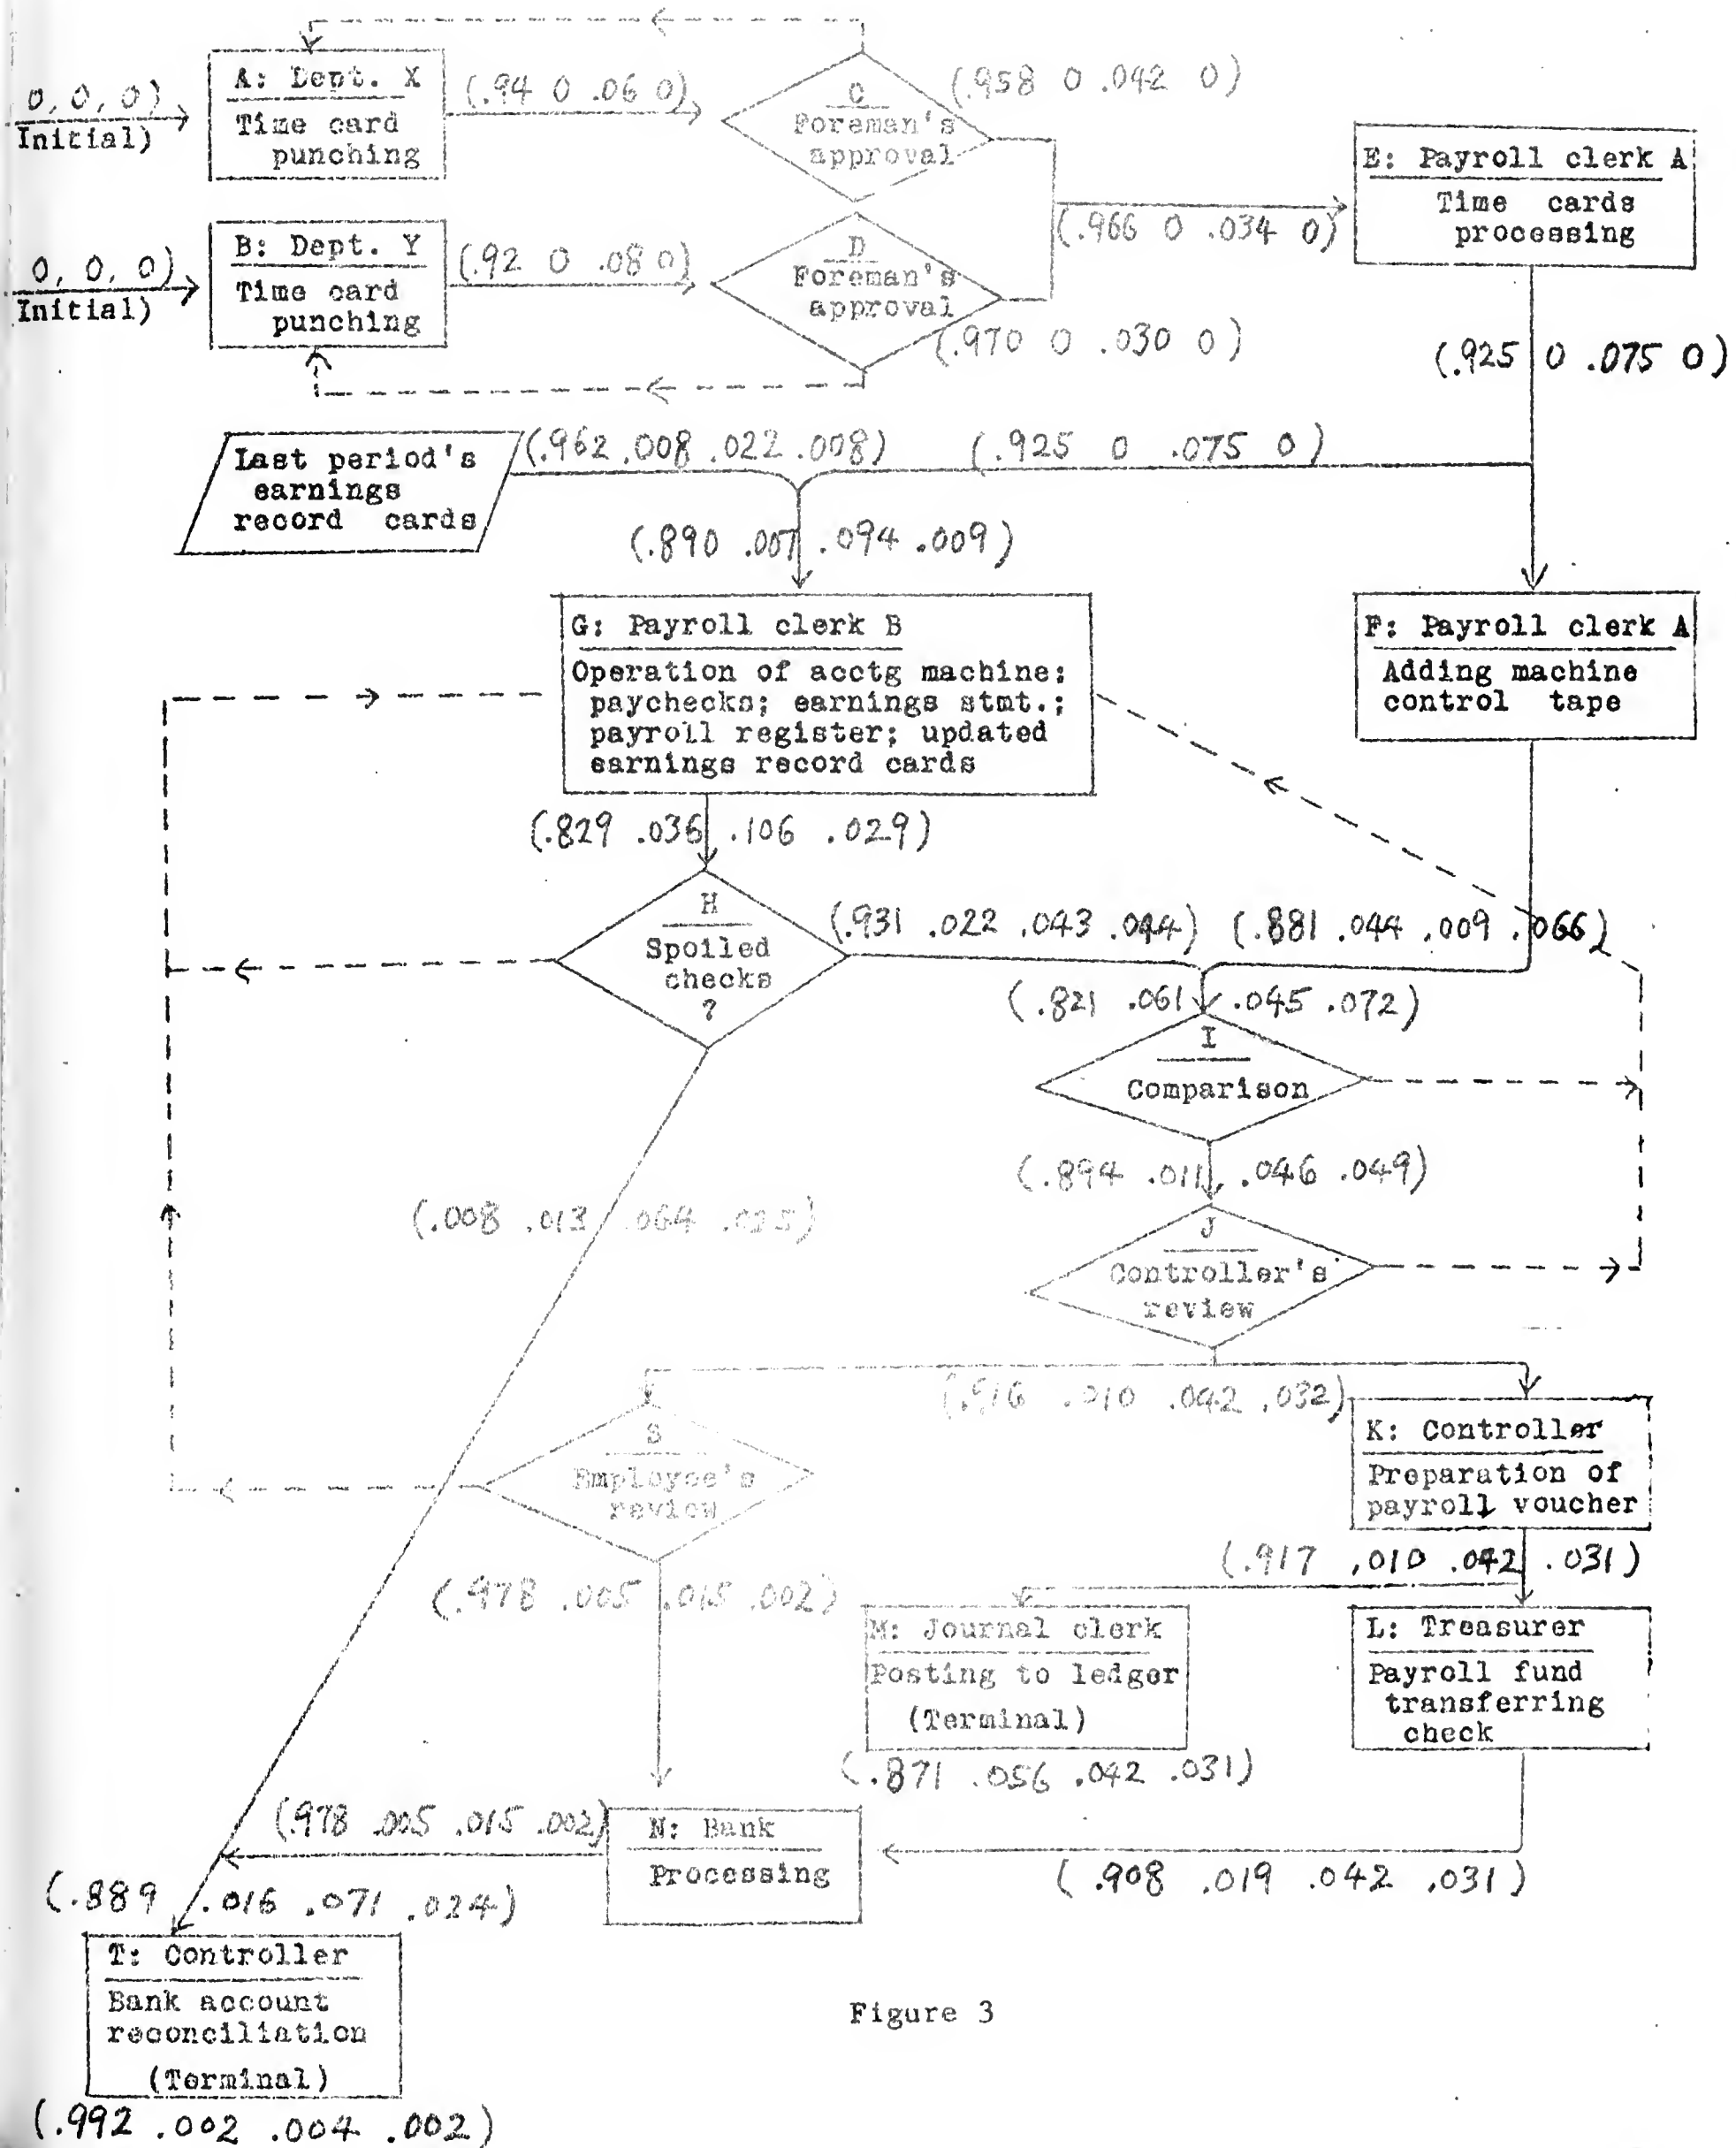 0, 0, 0)
Initial)
A: Dept. X
Time card
punching
(.94 0 .06 0)
C
Foreman's
approval
(.958 0 .042 0)
0, 0, 0)
Initial)
B: Dept. Y
Time card
punching
(.92 0 .08 0)
D
Foreman's
approval
(.970 0 .030 0)
(.966 0 .034 0)
E: Payroll clerk A
Time cards
processing
(.925 0 .075 0)
Last period's
earnings
record cards
(.962 .008 .022 .008)
(.925 0 .075 0)
(.890 .007 .094 .009)
G: Payroll clerk B
Operation of acctg machine;
paychecks; earnings stmt.;
payroll register; updated
earnings record cards
F: Payroll clerk A
Adding machine
control tape
(.829 .036 .106 .029)
H
Spoiled
checks
?
(.931 .022 .043 .044)
(.881 .044 .009 .066)
(.821 .061 .045 .072)
I
Comparison
(.894 .011 .046 .049)
(.008 .013 .064 )
J
Controller's
review
(.916 .010 .042 .032)
S
Employee's
review
K: Controller
Preparation of
payroll voucher
(.917 .010 .042 .031)
(.978 .005 .015 .002)
M: Journal clerk
Posting to ledger
(Terminal)
(.871 .056 .042 .031)
L: Treasurer
Payroll fund
transferring
check
(.978 .005 .015 .002)
N: Bank
Processing
(.908 .019 .042 .031)
(.889 .016 .071 .024)
T: Controller
Bank account
reconciliation
(Terminal)
(.992 .002 .004 .002)
Figure 3